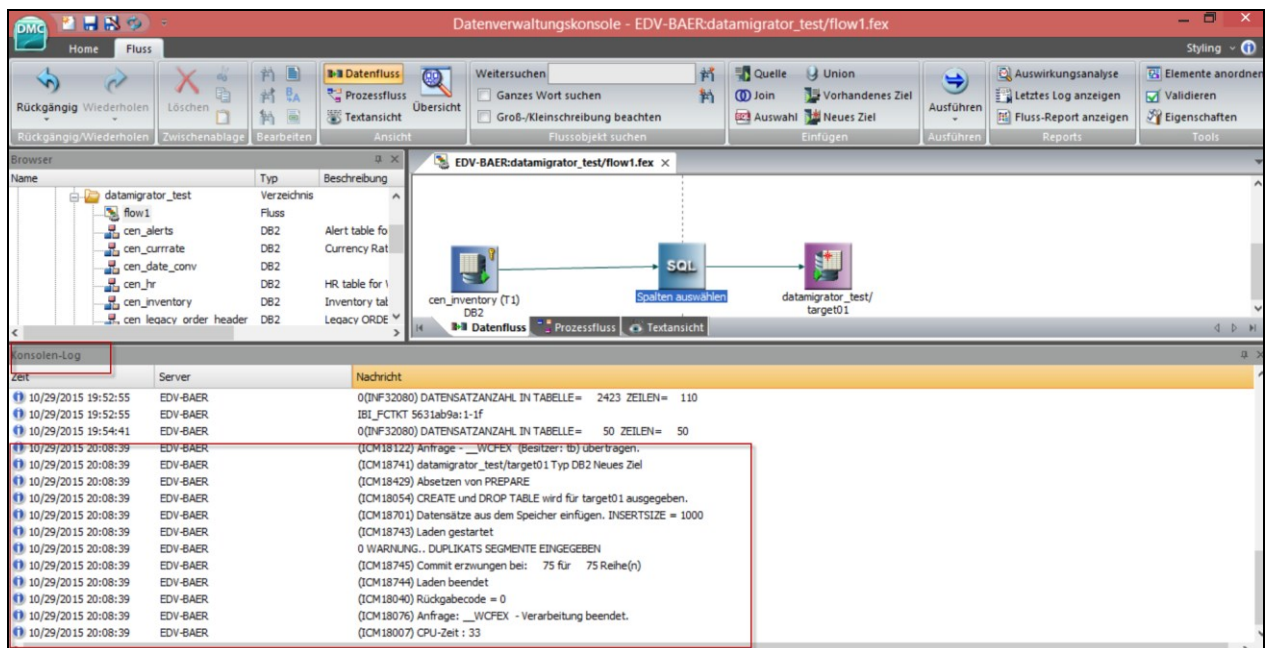 DMC
Datenverwaltungskonsole - EDV-BAER:datamigrator_test/flow1.fex
Home Fluss Styling
Rückgängig Wiederholen
Löschen
Datenfluss
Prozessfluss
Textansicht
Übersicht
Weitersuchen
Ganzes Wort suchen
Groß-/Kleinschreibung beachten
Quelle Union
Join Vorhandenes Ziel
Auswahl Neues Ziel
Ausführen
Auswirkungsanalyse
Letztes Log anzeigen
Fluss-Report anzeigen
Elemente anordnen
Validieren
Eigenschaften
Rückgängig/Wiederholen Zwischenablage Bearbeiten Ansicht Flussobjekt suchen Einfügen Ausführen Reports Tools
Browser
Name Typ Beschreibung
datamigrator_test Verzeichnis
flow1 Fluss
cen_alerts DB2 Alert table fo
cen_currrate DB2 Currency Rat
cen_date_conv DB2
cen_hr DB2 HR table for
cen_inventory DB2 Inventory tab
cen_legacy_order_header DB2 Legacy ORDE
EDV-BAER:datamigrator_test/flow1.fex
SQL
cen_inventory (T1)
DB2
Spalten auswählen
datamigrator_test/
target01
Datenfluss Prozessfluss Textansicht
Konsolen-Log
Zeit Server Nachricht
10/29/2015 19:52:55 EDV-BAER 0(INF32080) DATENSATZANZAHL IN TABELLE= 2423 ZEILEN= 110
10/29/2015 19:52:55 EDV-BAER IBI_FCTKT 5631ab9a:1-1f
10/29/2015 19:54:41 EDV-BAER 0(INF32080) DATENSATZANZAHL IN TABELLE= 50 ZEILEN= 50
10/29/2015 20:08:39 EDV-BAER (ICM18122) Anfrage - __WCFEX (Besitzer: tb) übertragen.
10/29/2015 20:08:39 EDV-BAER (ICM18741) datamigrator_test/target01 Typ DB2 Neues Ziel
10/29/2015 20:08:39 EDV-BAER (ICM18429) Absetzen von PREPARE
10/29/2015 20:08:39 EDV-BAER (ICM18054) CREATE und DROP TABLE wird für target01 ausgegeben.
10/29/2015 20:08:39 EDV-BAER (ICM18701) Datensätze aus dem Speicher einfügen. INSERTSIZE = 1000
10/29/2015 20:08:39 EDV-BAER (ICM18743) Laden gestartet
10/29/2015 20:08:39 EDV-BAER 0 WARNUNG.. DUPLIKATS SEGMENTE EINGEGEBEN
10/29/2015 20:08:39 EDV-BAER (ICM18745) Commit erzwungen bei: 75 für 75 Reihe(n)
10/29/2015 20:08:39 EDV-BAER (ICM18744) Laden beendet
10/29/2015 20:08:39 EDV-BAER (ICM18040) Rückgabecode = 0
10/29/2015 20:08:39 EDV-BAER (ICM18076) Anfrage: __WCFEX - Verarbeitung beendet.
10/29/2015 20:08:39 EDV-BAER (ICM18007) CPU-Zeit : 33